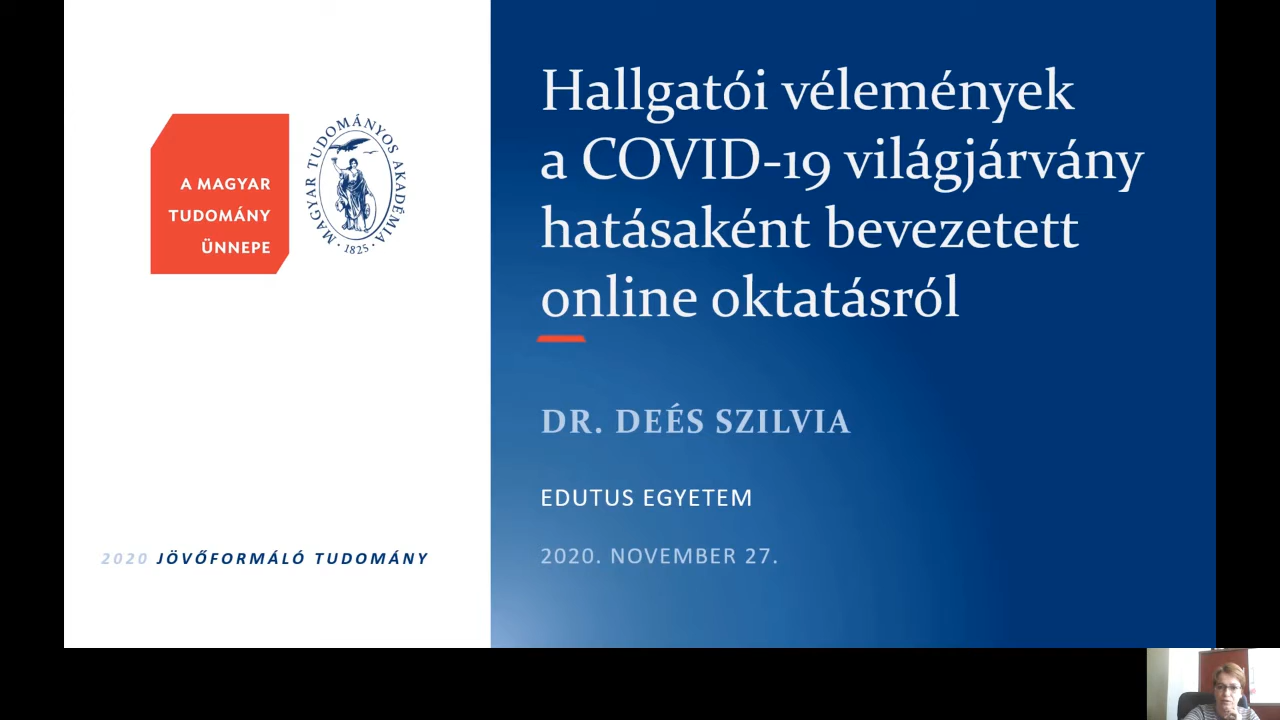 A MAGYAR
TUDOMÁNY
ÜNNEPE
MAGYAR TUDOMÁNYOS AKADÉMIA
· 1825 ·
2020 JÖVŐFORMÁLÓ TUDOMÁNY
Hallgatói vélemények
a COVID-19 világjárvány
hatásaként bevezetett
online oktatásról
DR. DEÉS SZILVIA
EDUTUS EGYETEM
2020. NOVEMBER 27.